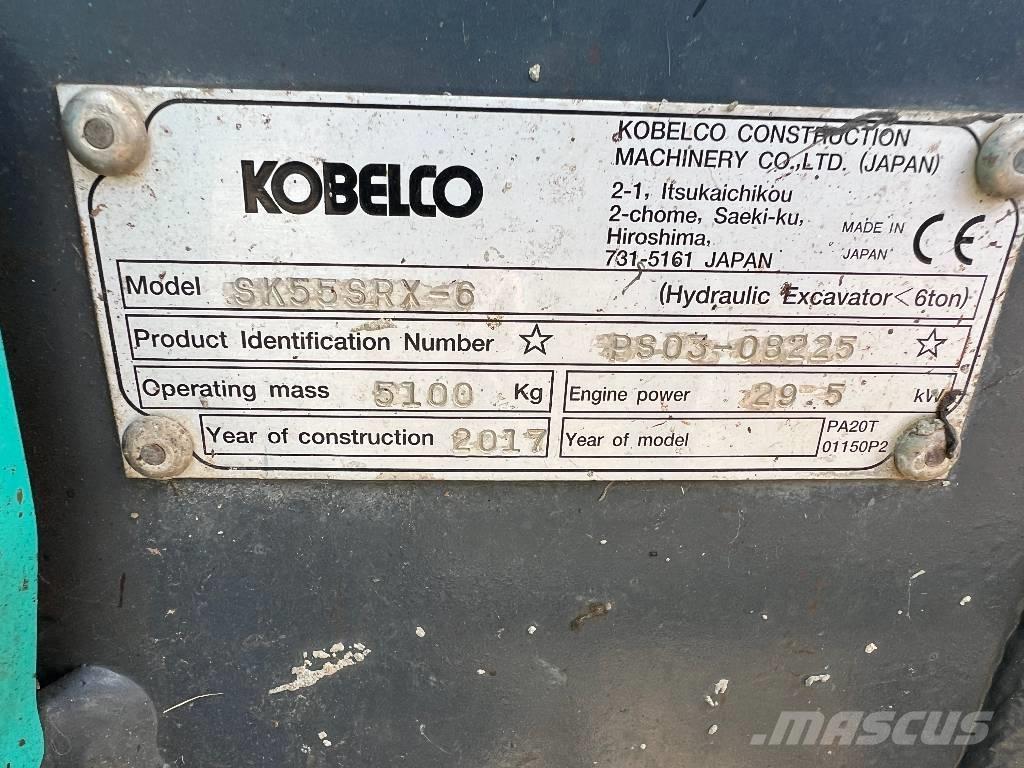 KOBELCO
KOBELCO CONSTRUCTION
MACHINERY CO.,LTD. (JAPAN)
2-1, Itsukaichikou
2-chome, Saeki-ku,
Hiroshima,
731-5161 JAPAN
MADE IN
JAPAN
CE
Model SK55SRX-6 (Hydraulic Excavator<6ton)
Product Identification Number ☆ PS03-08225 ☆
Operating mass 5100 Kg Engine power 29.5 kW
Year of construction 2017 Year of model
PA20T
01150P2
MASCUS